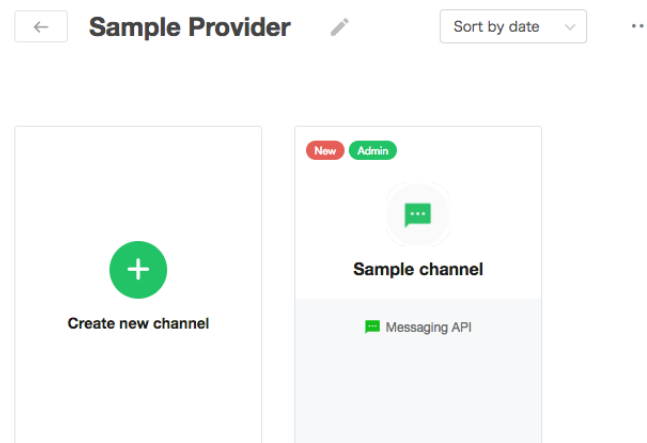 Sample Provider
Sort by date
New
Admin
Sample channel
Create new channel
Messaging API